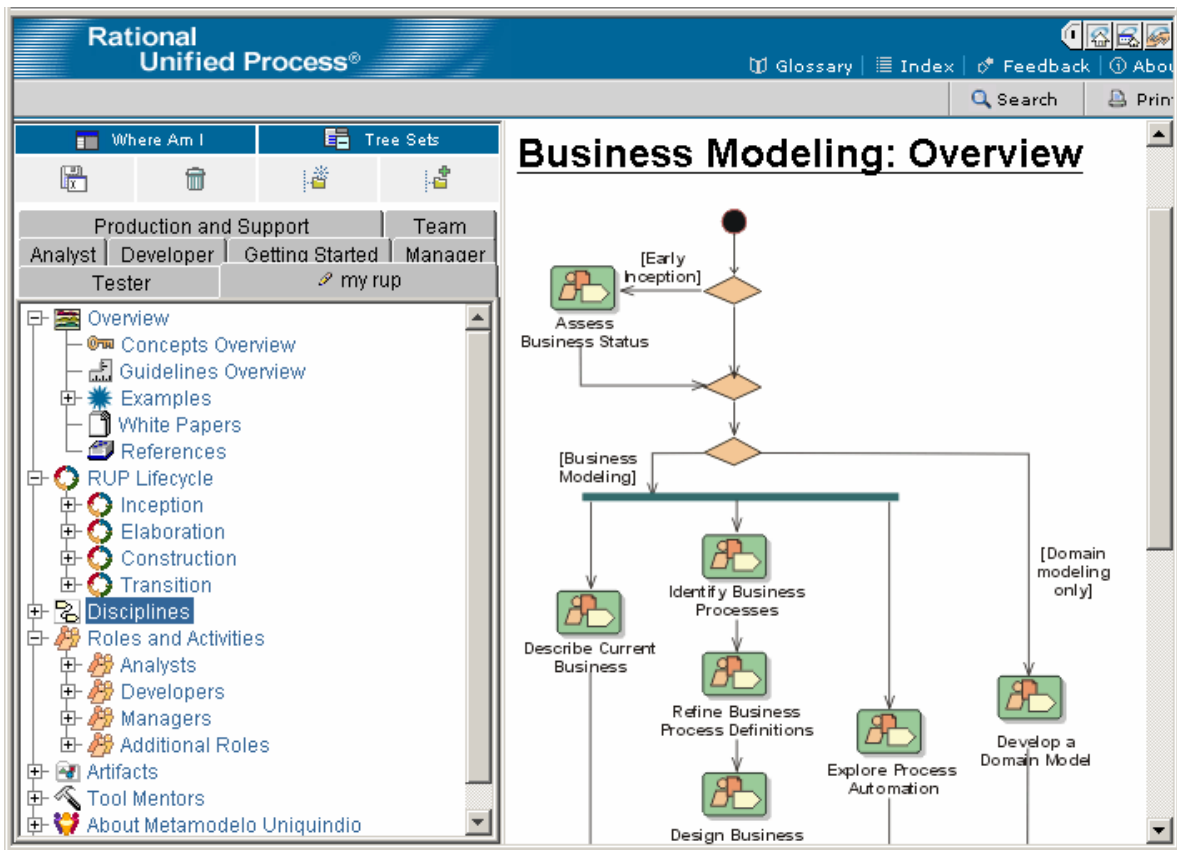 Rational
Unified Process®
Glossary | Index | Feedback
Search
Where Am I
Tree Sets
Production and Support
Team
Analyst
Developer
Getting Started
Manager
Tester
my rup
Overview
Concepts Overview
Guidelines Overview
Examples
White Papers
References
RUP Lifecycle
Inception
Elaboration
Construction
Transition
Disciplines
Roles and Activities
Analysts
Developers
Managers
Additional Roles
Artifacts
Tool Mentors
About Metamodelo Uniquindio
Business Modeling: Overview
[Early
Inception]
Assess
Business Status
[Business
Modeling]
[Domain
modeling
only]
Identify Business
Processes
Describe Current
Business
Refine Business
Process Definitions
Explore Process
Automation
Develop a
Domain Model
Design Business